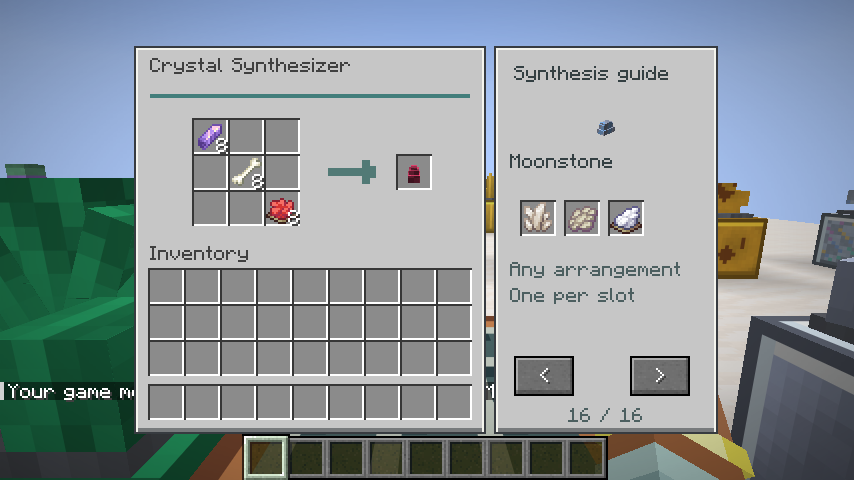 Crystal Synthesizer
8
8
8
Inventory
Synthesis guide
Moonstone
Any arrangement
One per slot
<
>
16 / 16
Your game m